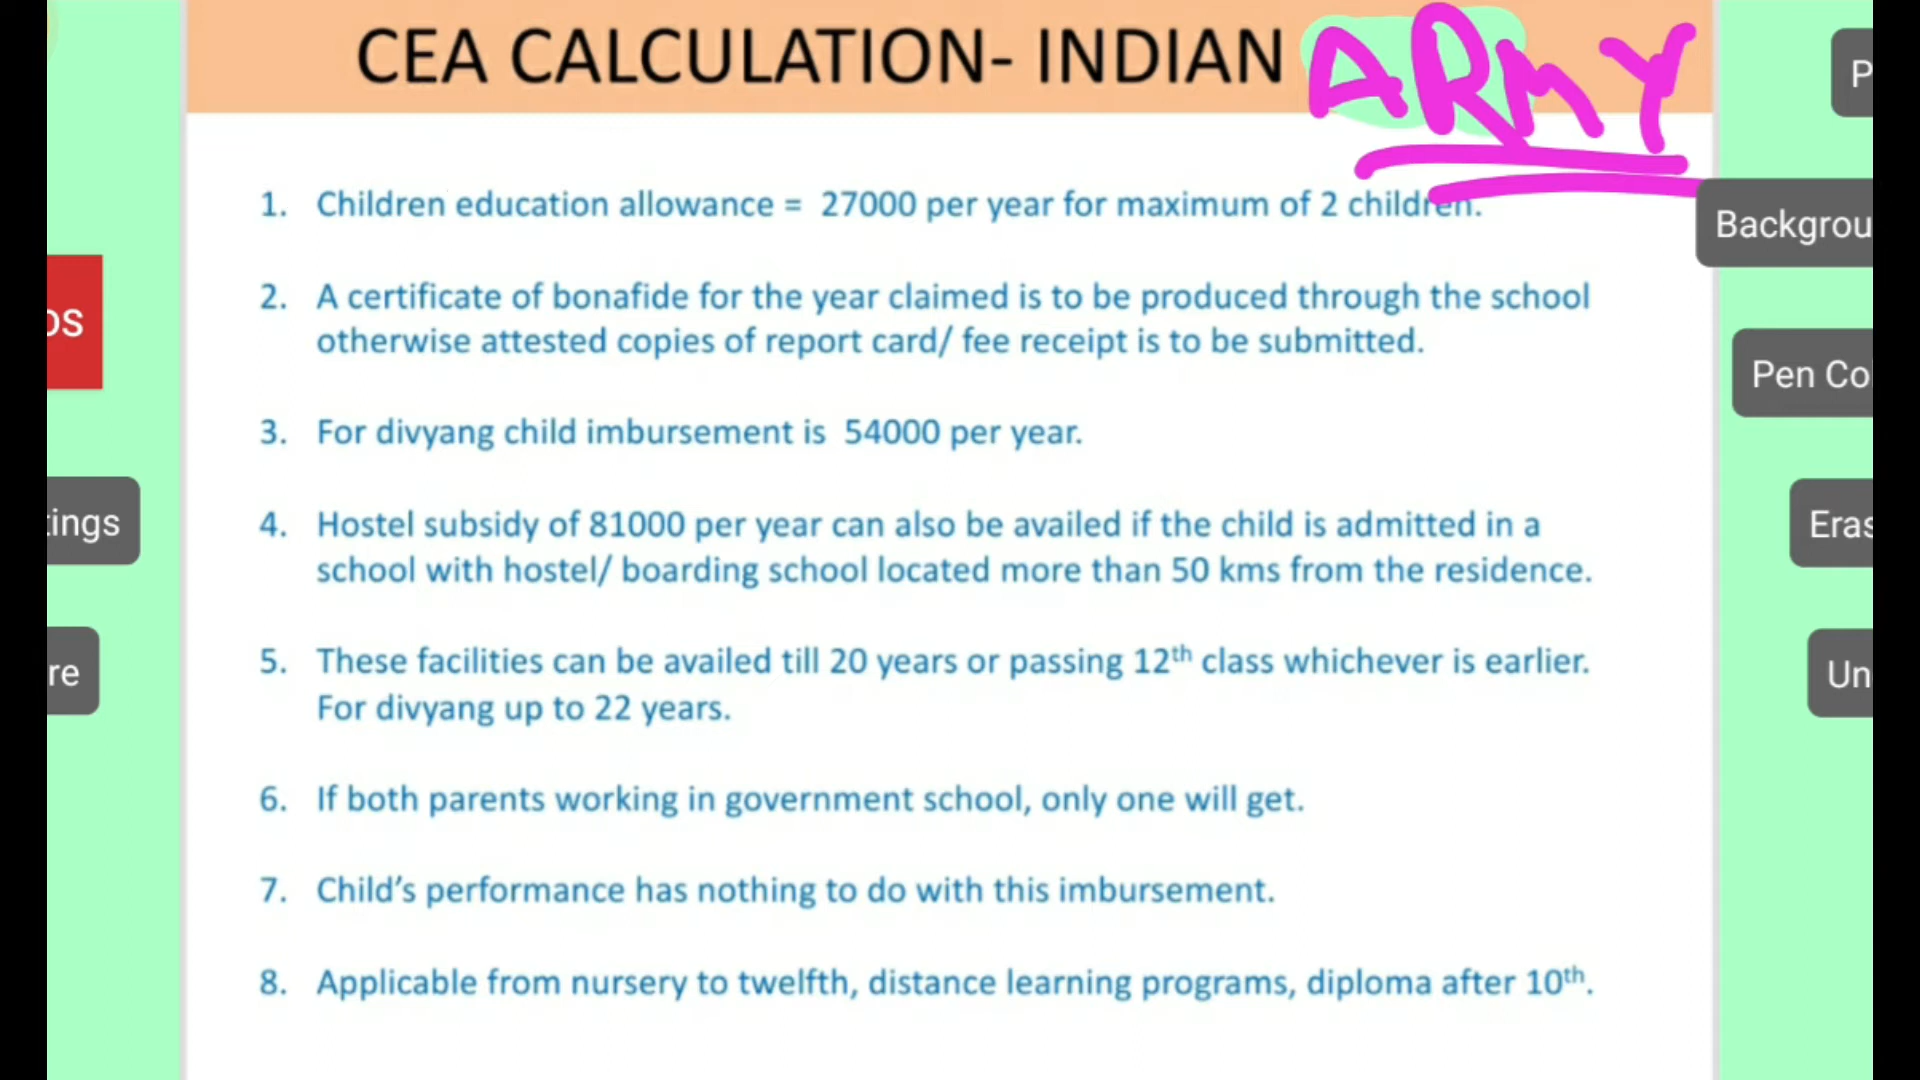 CEA CALCULATION- INDIAN ARMY
1. Children education allowance = 27000 per year for maximum of 2 children.
2. A certificate of bonafide for the year claimed is to be produced through the school
otherwise attested copies of report card/ fee receipt is to be submitted.
3. For divyang child imbursement is 54000 per year.
4. Hostel subsidy of 81000 per year can also be availed if the child is admitted in a
school with hostel/ boarding school located more than 50 kms from the residence.
5. These facilities can be availed till 20 years or passing 12th class whichever is earlier.
For divyang up to 22 years.
6. If both parents working in government school, only one will get.
7. Child's performance has nothing to do with this imbursement.
8. Applicable from nursery to twelfth, distance learning programs, diploma after 10th.
OS
tings
re
P
Backgrou
Pen Co
Eras
Un